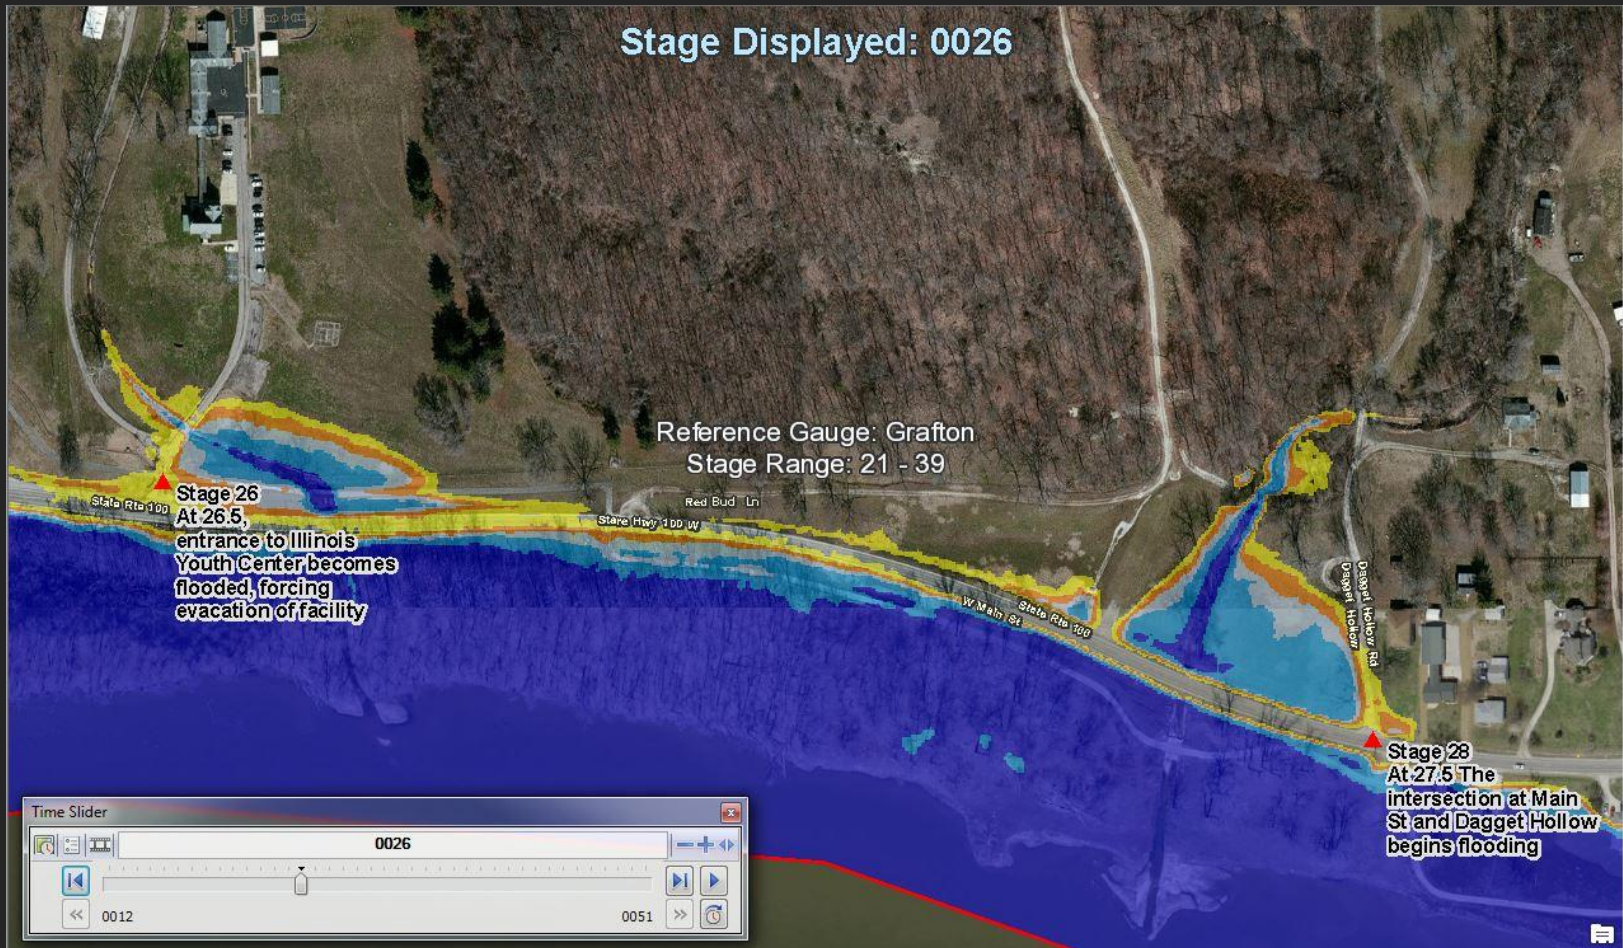 Stage Displayed: 0026
Reference Gauge: Grafton
Stage Range: 21 - 39
Red Bud Ln
State Rte 100
Stare Hwy 100 W
Stage 26
At 26.5,
entrance to Illinois
Youth Center becomes
flooded, forcing
evacation of facility
W Main St
State Rte 100
Dagget Hollow
Dagget Hollow Rd
Stage 28
At 27.5 The
intersection at Main
St and Dagget Hollow
begins flooding
Time Slider
0026
0012
0051